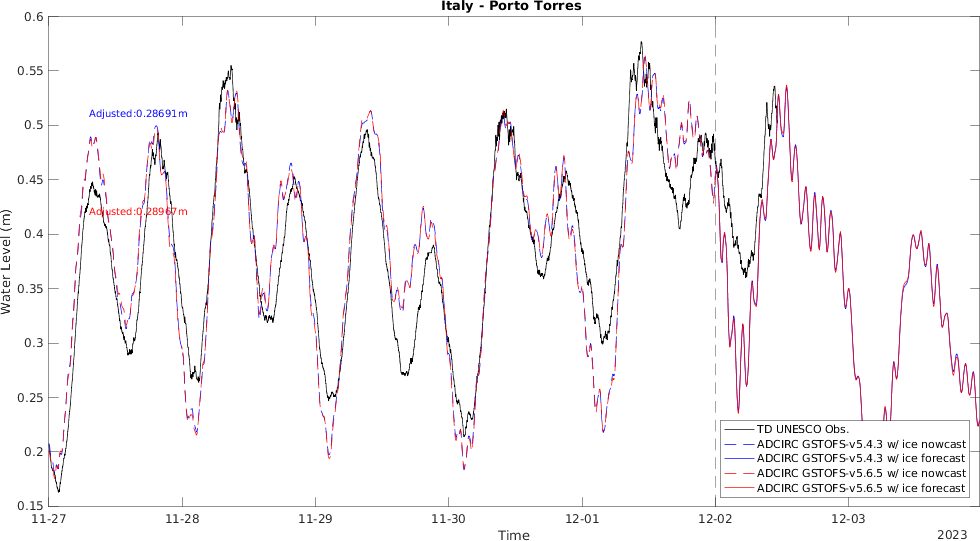 Italy - Porto Torres
0.6
0.55
0.5
0.45
0.4
0.35
0.3
0.25
0.2
0.15
Water Level (m)
Adjusted:0.28691m
Adjusted:0.28967m
TD UNESCO Obs.
ADCIRC GSTOFS-v5.4.3 w/ ice nowcast
ADCIRC GSTOFS-v5.4.3 w/ ice forecast
ADCIRC GSTOFS-v5.6.5 w/ ice nowcast
ADCIRC GSTOFS-v5.6.5 w/ ice forecast
11-27 11-28 11-29 11-30 12-01 12-02 12-03
Time
2023